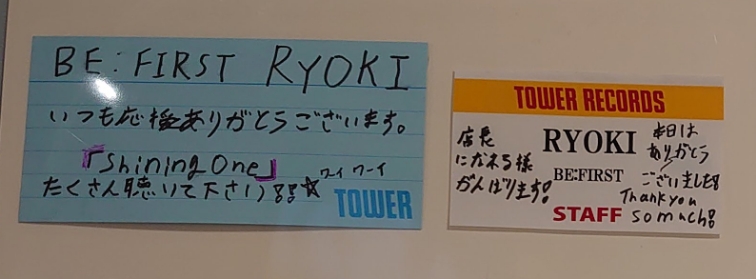 BE:FIRST RYOKI
いつも応援ありがとうございます。
「Shining One」
たくさん聴いて下さい!!☆ワイワーイ
TOWER
TOWER RECORDS
店長
になれる様
がんばります!
RYOKI
BE:FIRST
STAFF
本日は
ありがとう
ございました!!
Thank you
so much!!